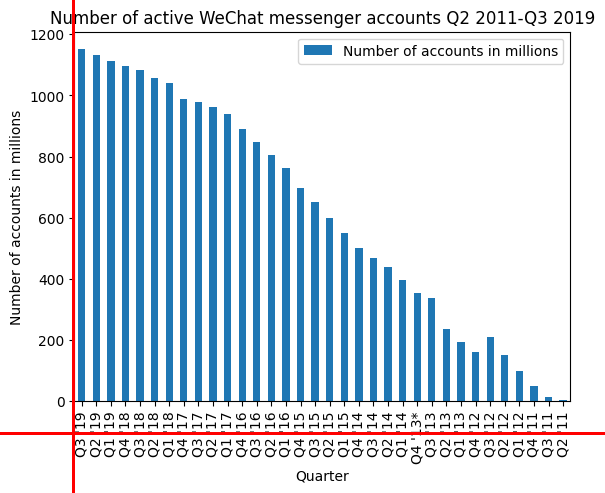 Number of active WeChat messenger accounts Q2 2011-Q3 2019
Number of accounts in millions
Number of accounts in millions
1200
1000
800
600
400
200
0
Q3 '19
Q2 '19
Q1 '19
Q4 '18
Q3 '18
Q2 '18
Q1 '18
Q4 '17
Q3 '17
Q2 '17
Q1 '17
Q4 '16
Q3 '16
Q2 '16
Q1 '16
Q4 '15
Q3 '15
Q2 '15
Q1 '15
Q4 '14
Q3 '14
Q2 '14
Q1 '14
Q4 '13*
Q3 '13
Q2 '13
Q1 '13
Q4 '12
Q3 '12
Q2 '12
Q1 '12
Q4 '11
Q3 '11
Q2 '11
Quarter